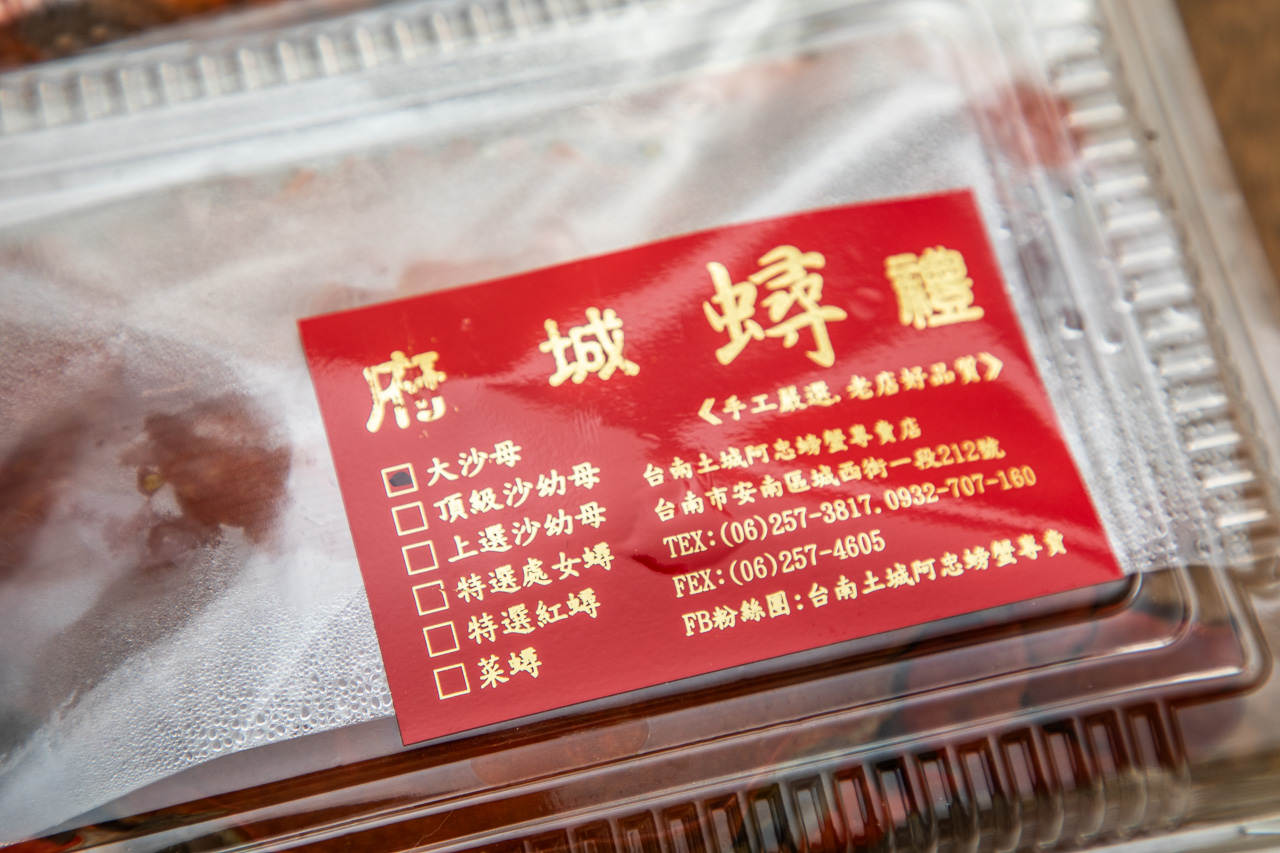 府城蟳禮
《手工嚴選.老店好品質》
大沙母
頂級沙幼母
上選沙幼母
特選處女蟳
特選紅蟳
菜蟳
台南土城阿忠螃蟹專賣店
台南市安南區城西街一段212號
TEX:(06)257-3817.0932-707-160
FEX:(06)257-4605
FB粉絲團:台南土城阿忠螃蟹專賣